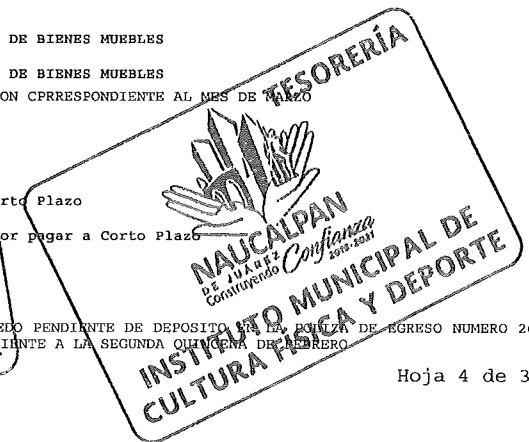 DE BIENES MUEBLES
DE BIENES MUEBLES
ON CPRRESPONDIENTE AL MES DE MARZO
TESORERÍA
rto Plazo
or pagar a Corto Plazo
NAUCALPAN
DE JUÁREZ
Construyendo Confianza
2019-2021
EDO PENDIENTE DE DEPOSITO EN LA POLIZA DE EGRESO NUMERO 2
IENTE A LA SEGUNDA QUINCENA DE FEBRERO
INSTITUTO MUNICIPAL DE
CULTURA FÍSICA Y DEPORTE
Hoja 4 de 3